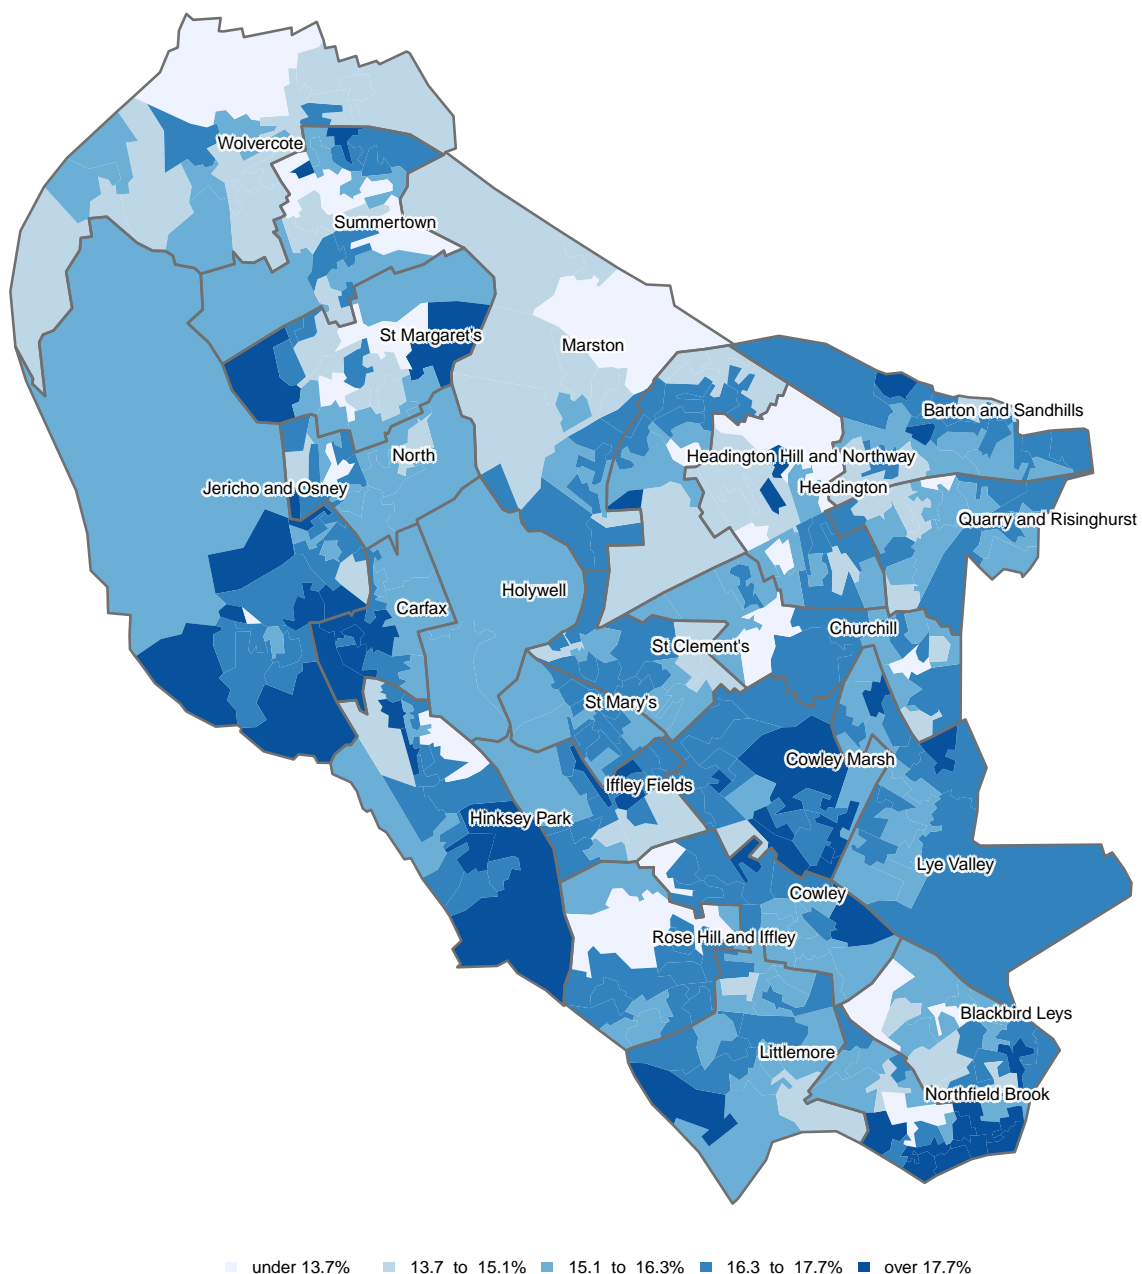 Wolvercote
Summertown
St Margaret's
Marston
Barton and Sandhills
North
Headington Hill and Northway
Jericho and Osney
Headington
Quarry and Risinghurst
Holywell
Carfax
Churchill
St Clement's
St Mary's
Cowley Marsh
Iffley Fields
Hinksey Park
Lye Valley
Cowley
Rose Hill and Iffley
Blackbird Leys
Littlemore
Northfield Brook
under 13.7% 13.7 to 15.1% 15.1 to 16.3% 16.3 to 17.7% over 17.7%